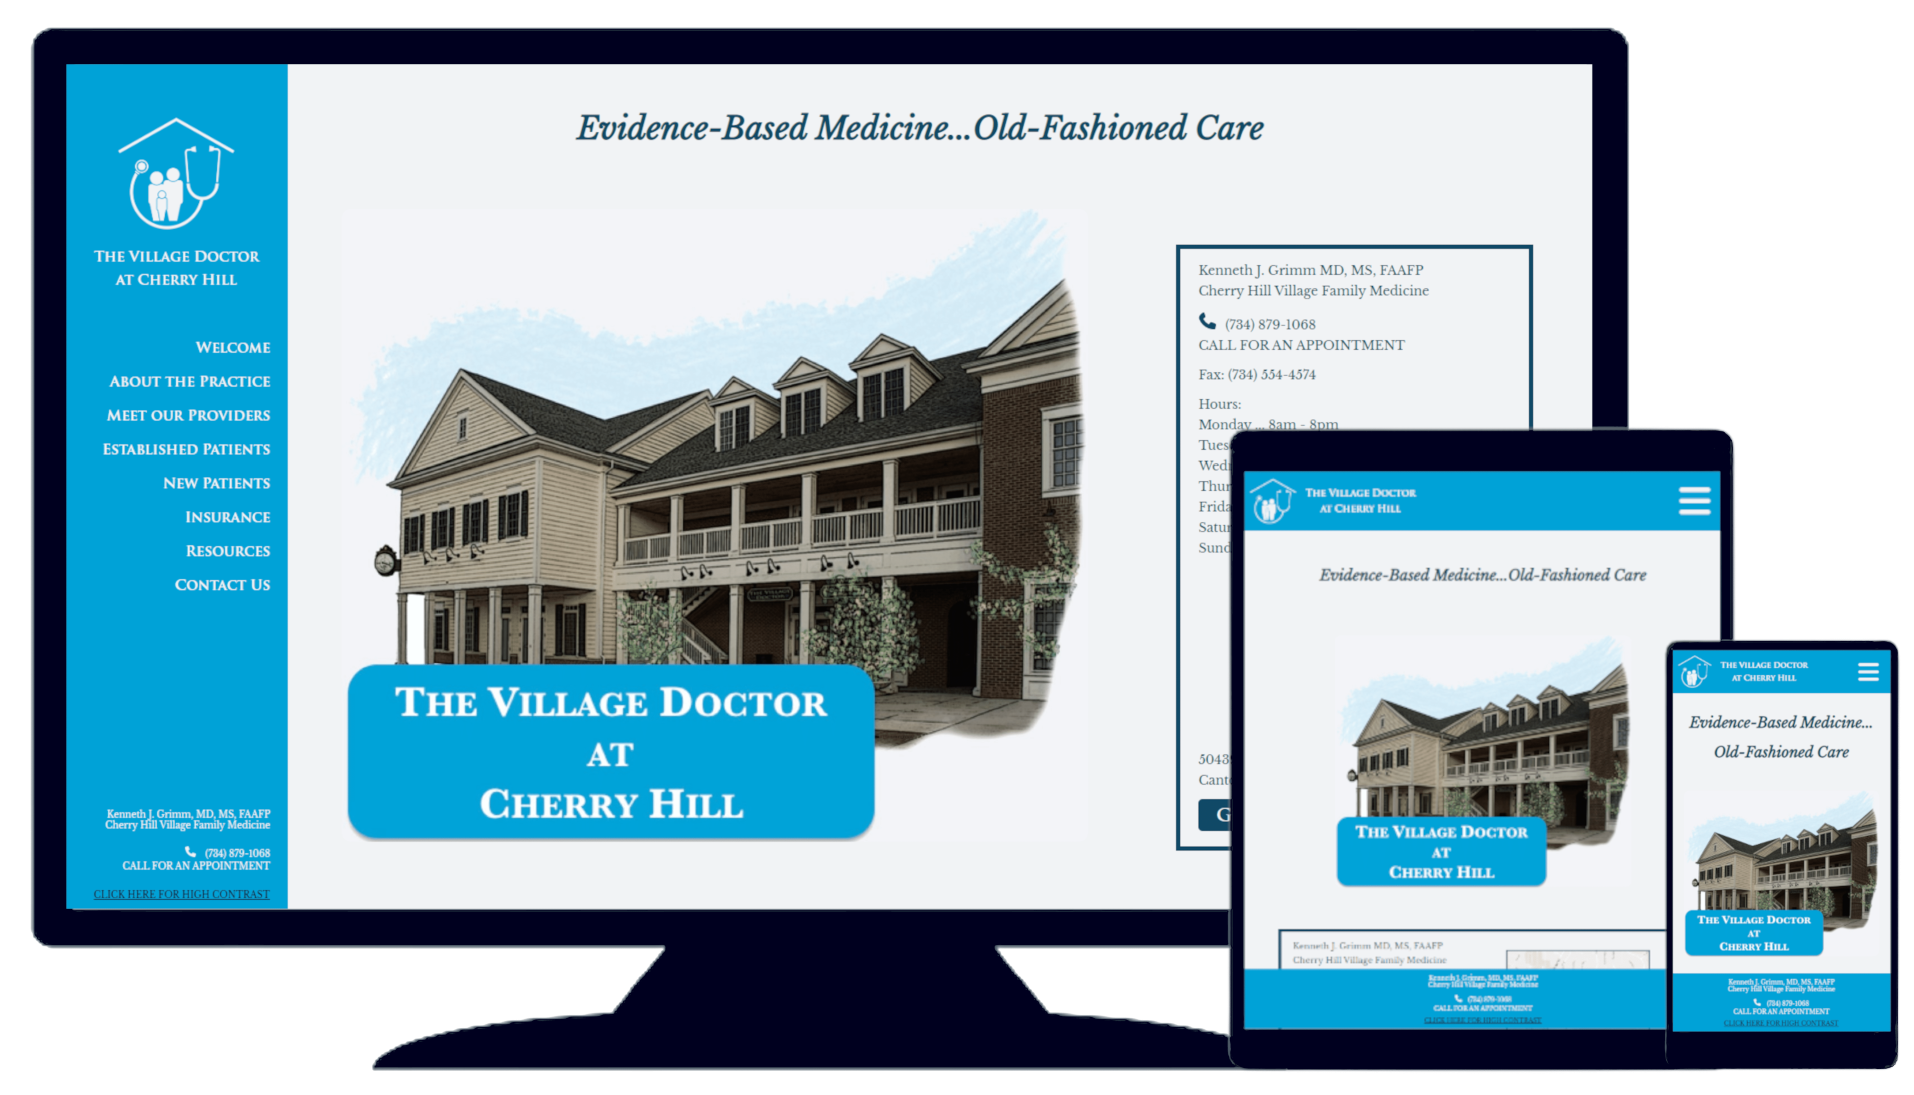 THE VILLAGE DOCTOR
AT CHERRY HILL
WELCOME
ABOUT THE PRACTICE
MEET OUR PROVIDERS
ESTABLISHED PATIENTS
NEW PATIENTS
INSURANCE
RESOURCES
CONTACT US
Kenneth J. Grimm, MD, MS, FAAFP
Cherry Hill Village Family Medicine
(734) 879-1068
CALL FOR AN APPOINTMENT
CLICK HERE FOR HIGH CONTRAST
Evidence-Based Medicine...Old-Fashioned Care
THE VILLAGE DOCTOR
THE VILLAGE DOCTOR
AT
CHERRY HILL
Kenneth J. Grimm MD, MS, FAAFP
Cherry Hill Village Family Medicine
(734) 879-1068
CALL FOR AN APPOINTMENT
Fax: (734) 554-4574
Hours:
Monday ... 8am - 8pm
Tues
Wed
Thur
Frida
Satur
Sund
5043
Cant
G
THE VILLAGE DOCTOR
AT CHERRY HILL
Evidence-Based Medicine...Old-Fashioned Care
THE VILLAGE DOCTOR
AT
CHERRY HILL
Kenneth J. Grimm MD, MS, FAAFP
Cherry Hill Village Family Medicine
Kenneth J. Grimm, MD, MS, FAAFP
Cherry Hill Village Family Medicine
(734) 879-1068
CALL FOR AN APPOINTMENT
CLICK HERE FOR HIGH CONTRAST
THE VILLAGE DOCTOR
AT CHERRY HILL
Evidence-Based Medicine...
Old-Fashioned Care
THE VILLAGE DOCTOR
AT
CHERRY HILL
Kenneth J. Grimm, MD, MS, FAAFP
Cherry Hill Village Family Medicine
(734) 879-1068
CALL FOR AN APPOINTMENT
CLICK HERE FOR HIGH CONTRAST